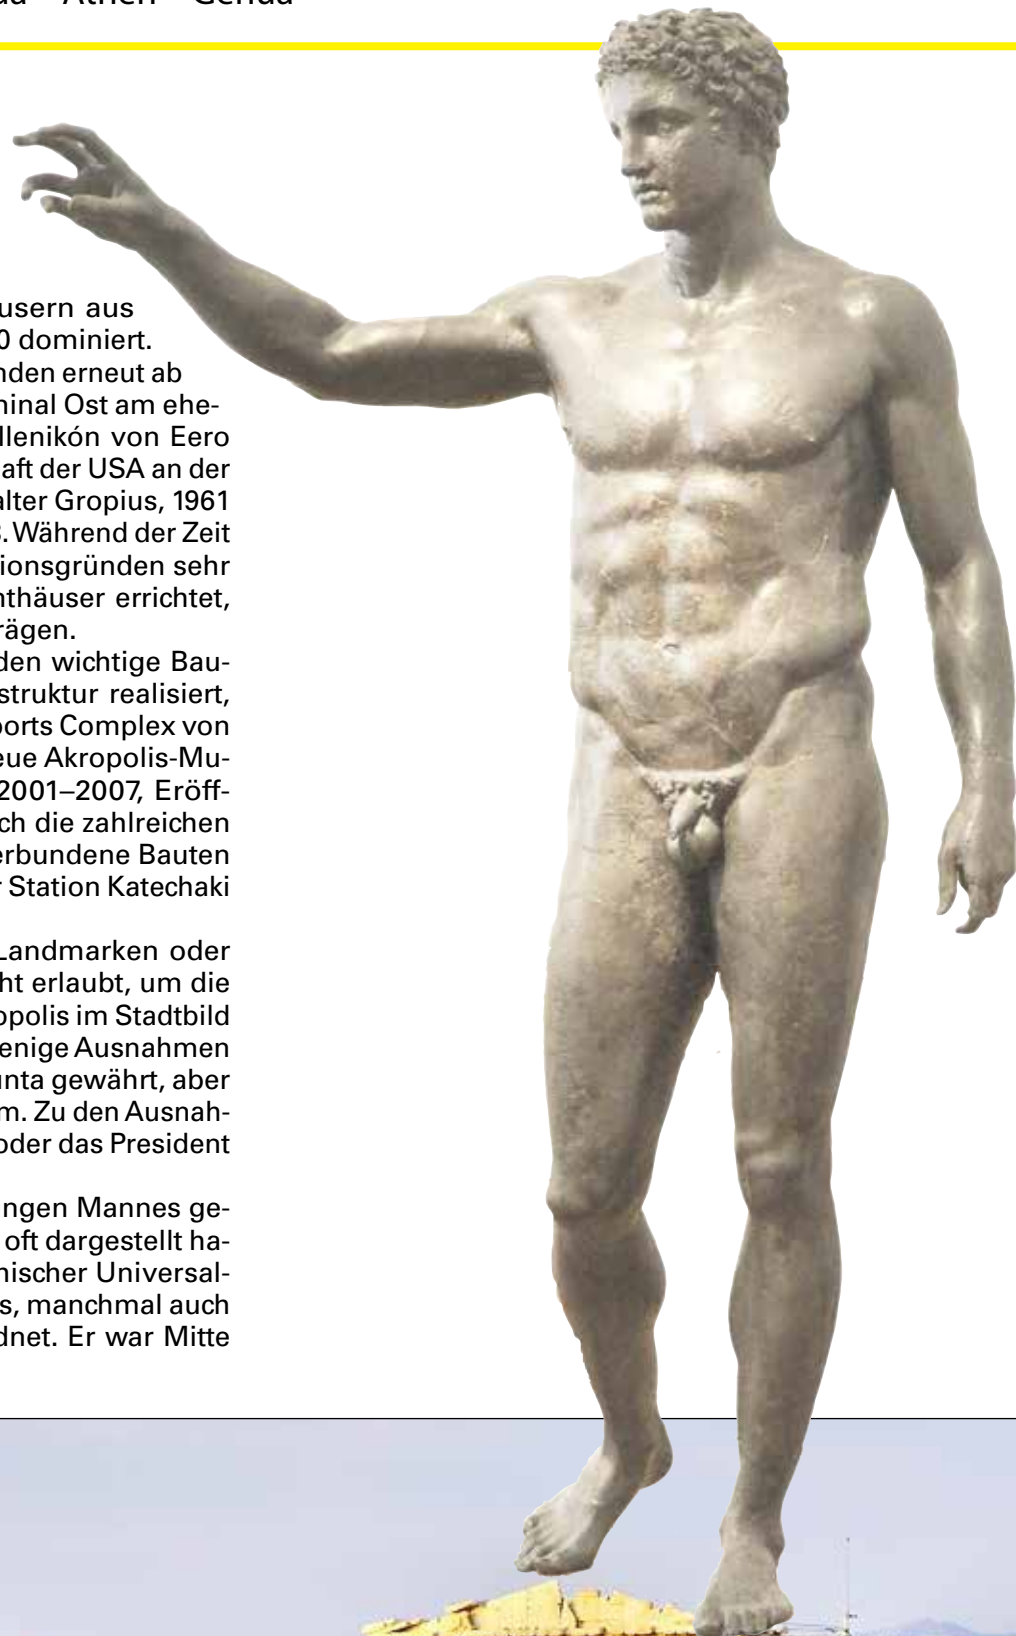 Athen Genua
usern aus
0 dominiert.
nden erneut ab
ninal Ost am ehe-
llenikón von Eero
aft der USA an der
alter Gropius, 1961
. Während der Zeit
ionsgründen sehr
nthäuser errichtet,
rägen.
den wichtige Bau-
struktur realisiert,
ports Complex von
eue Akropolis-Mu-
2001–2007, Eröff-
ch die zahlreichen
erbundene Bauten
r Station Katechaki
Landmarken oder
ht erlaubt, um die
opolis im Stadtbild
enige Ausnahmen
unta gewährt, aber
m. Zu den Ausnah-
oder das President
ngen Mannes ge-
oft dargestellt ha-
nischer Universal-
s, manchmal auch
dnet. Er war Mitte